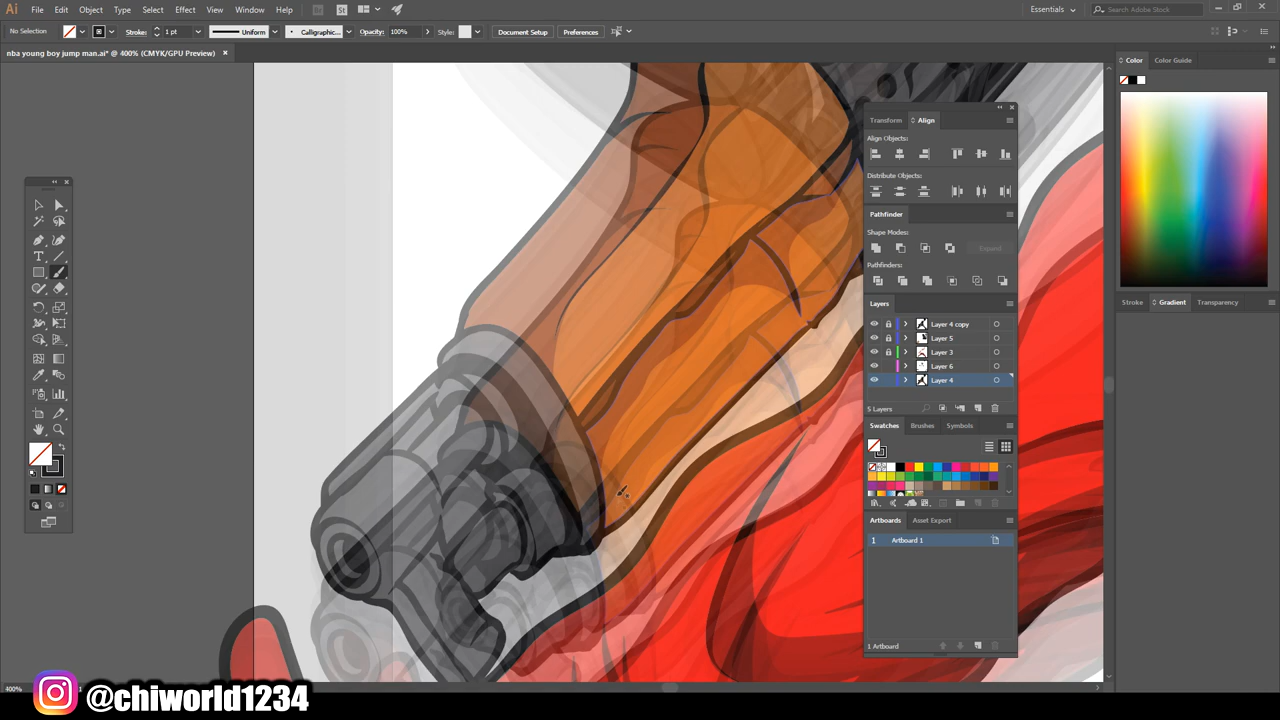 Ai File Edit Object Type Select Effect View Window Help Br St Essentials Search Adobe Stock
No Selection Stroke: 1 pt Uniform Calligraphic... Opacity: 100% Style: Document Setup Preferences
nba young boy jump man.ai* @ 400% (CMYK/GPU Preview) ×
Color Color Guide
Transform Align
Align Objects:
Distribute Objects:
Pathfinder
Shape Modes:
Expand
Pathfinders:
Layers
Stroke Gradient Transparency
Layer 4 copy
Layer 5
Layer 3
Layer 6
Layer 4
5 Layers
Swatches Brushes Symbols
Artboards Asset Export
1 Artboard 1
1 Artboard
400%
@chiworld1234